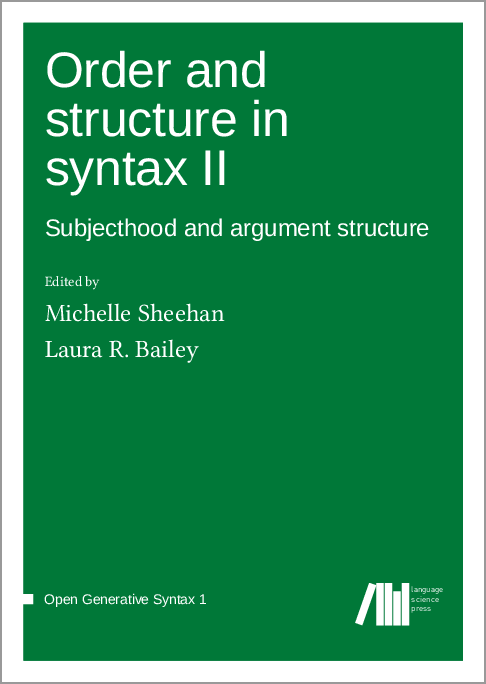 Order and
structure in
syntax II
Subjecthood and argument structure
Edited by
Michelle Sheehan
Laura R. Bailey
Open Generative Syntax 1
language
science
press